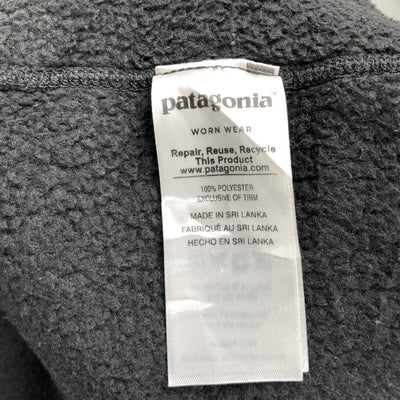 patagonia™
WORN WEAR
Repair, Reuse, Recycle
This Product
www.patagonia.com
100% POLYESTER
EXCLUSIVE OF TRIM
MADE IN SRI LANKA
FABRIQUÉ AU SRI LANKA
HECHO EN SRI LANKA